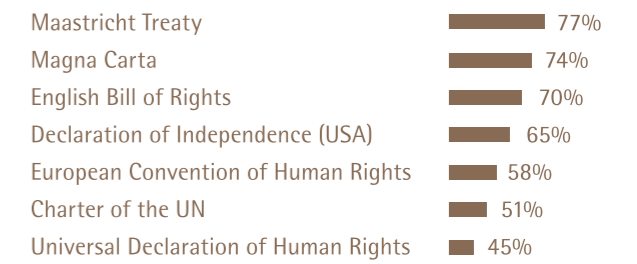 Maastricht Treaty 77%
Magna Carta 74%
English Bill of Rights 70%
Declaration of Independence (USA) 65%
European Convention of Human Rights 58%
Charter of the UN 51%
Universal Declaration of Human Rights 45%